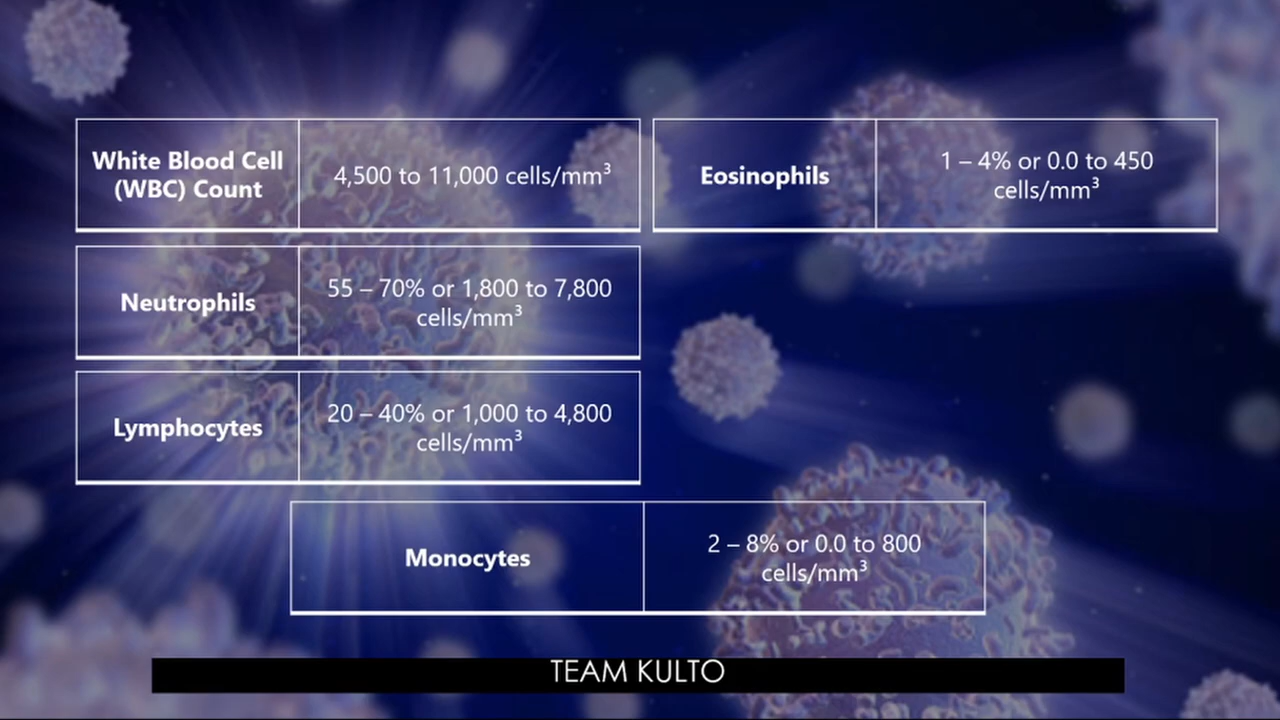 White Blood Cell
(WBC) Count
4,500 to 11,000 cells/mm³
Eosinophils
1 – 4% or 0.0 to 450
cells/mm³
Neutrophils
55 – 70% or 1,800 to 7,800
cells/mm³
Lymphocytes
20 – 40% or 1,000 to 4,800
cells/mm³
Monocytes
2 – 8% or 0.0 to 800
cells/mm³
TEAM KULTO